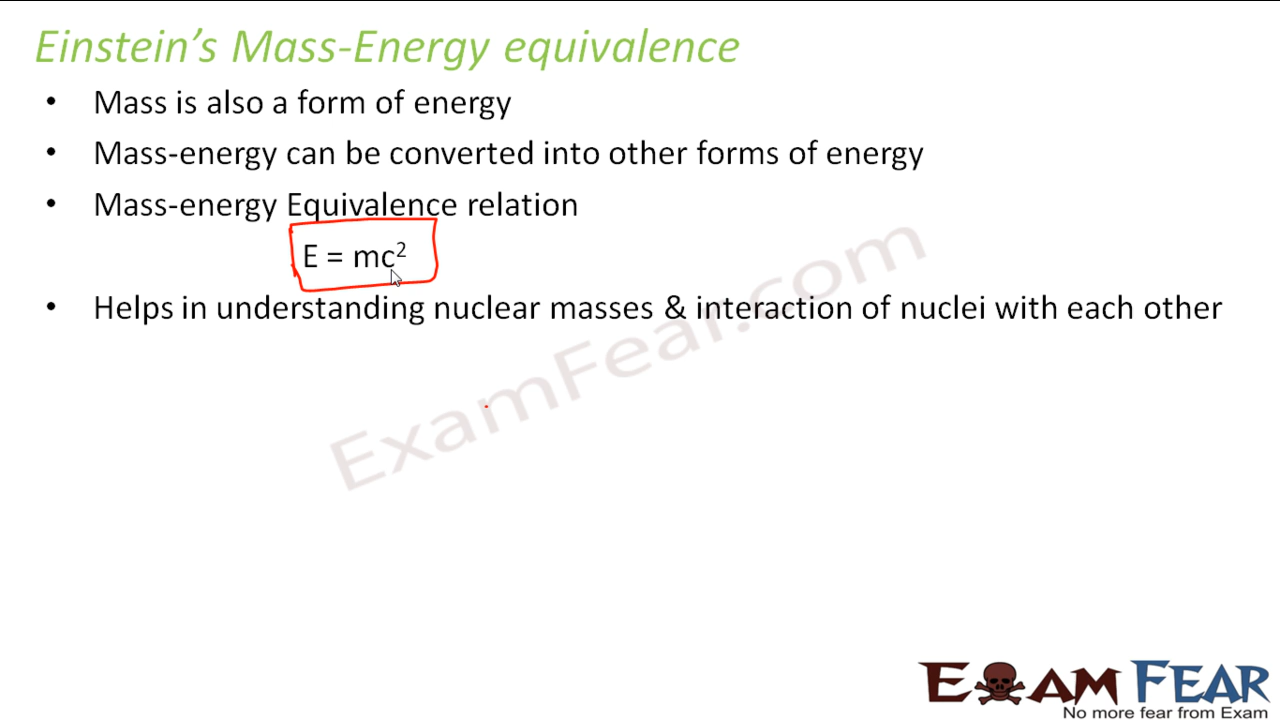 Einstein's Mass-Energy equivalence
• Mass is also a form of energy
• Mass-energy can be converted into other forms of energy
• Mass-energy Equivalence relation
E = mc²
• Helps in understanding nuclear masses & interaction of nuclei with each other
ExamFear.com
EXAM FEAR
No more fear from Exam